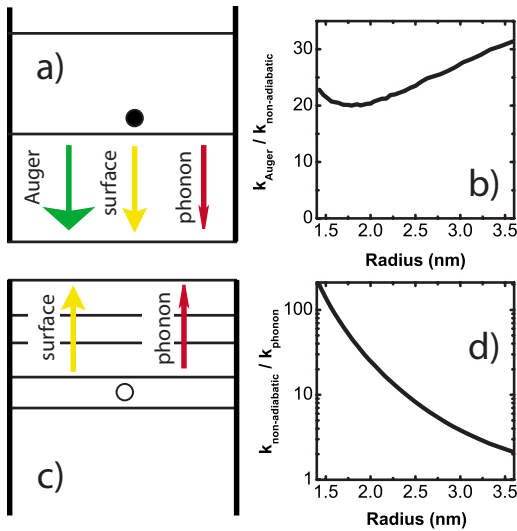 a)
Auger
surface
phonon
k_Auger / k_non-adiabatic
30
20
10
0
1.5 2.0 2.5 3.0 3.5
Radius (nm)
b)
surface
phonon
c)
k_non-adiabatic / k_phonon
100
10
1
1.5 2.0 2.5 3.0 3.5
Radius (nm)
d)